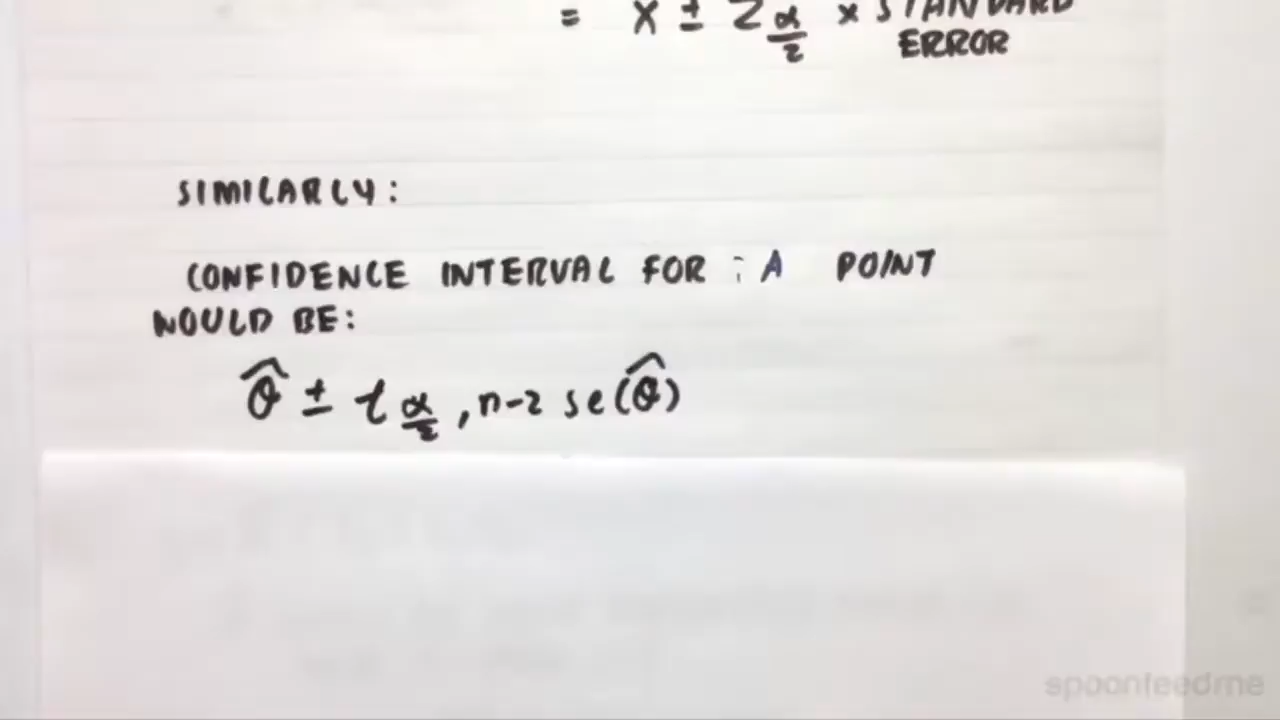 = X ± Z α/2 × STANDARD
ERROR
SIMILARLY:
CONFIDENCE INTERVAL FOR : A POINT
WOULD BE:
θ̂ ± t α/2 , n-2 se(θ̂)
spoonfeedme